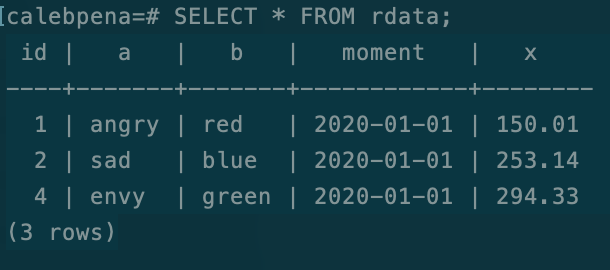 [calebpena=# SELECT * FROM rdata;
 id |   a   |   b   |   moment   |   x
----+-------+-------+------------+--------
  1 | angry | red   | 2020-01-01 | 150.01
  2 | sad   | blue  | 2020-01-01 | 253.14
  4 | envy  | green | 2020-01-01 | 294.33
(3 rows)